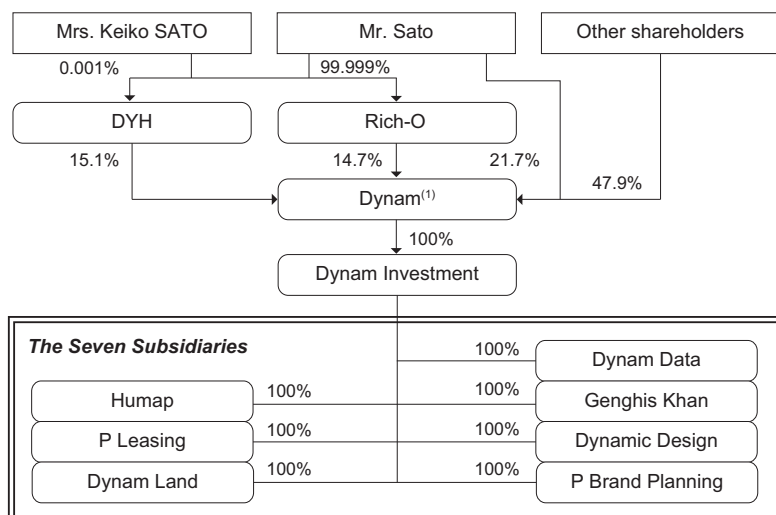 Mrs. Keiko SATO
Mr. Sato
Other shareholders
0.001%
99.999%
DYH
Rich-O
15.1%
14.7%
21.7%
47.9%
Dynam(1)
100%
Dynam Investment
The Seven Subsidiaries
100%
Dynam Data
Humap
100%
100%
Genghis Khan
P Leasing
100%
100%
Dynamic Design
Dynam Land
100%
100%
P Brand Planning